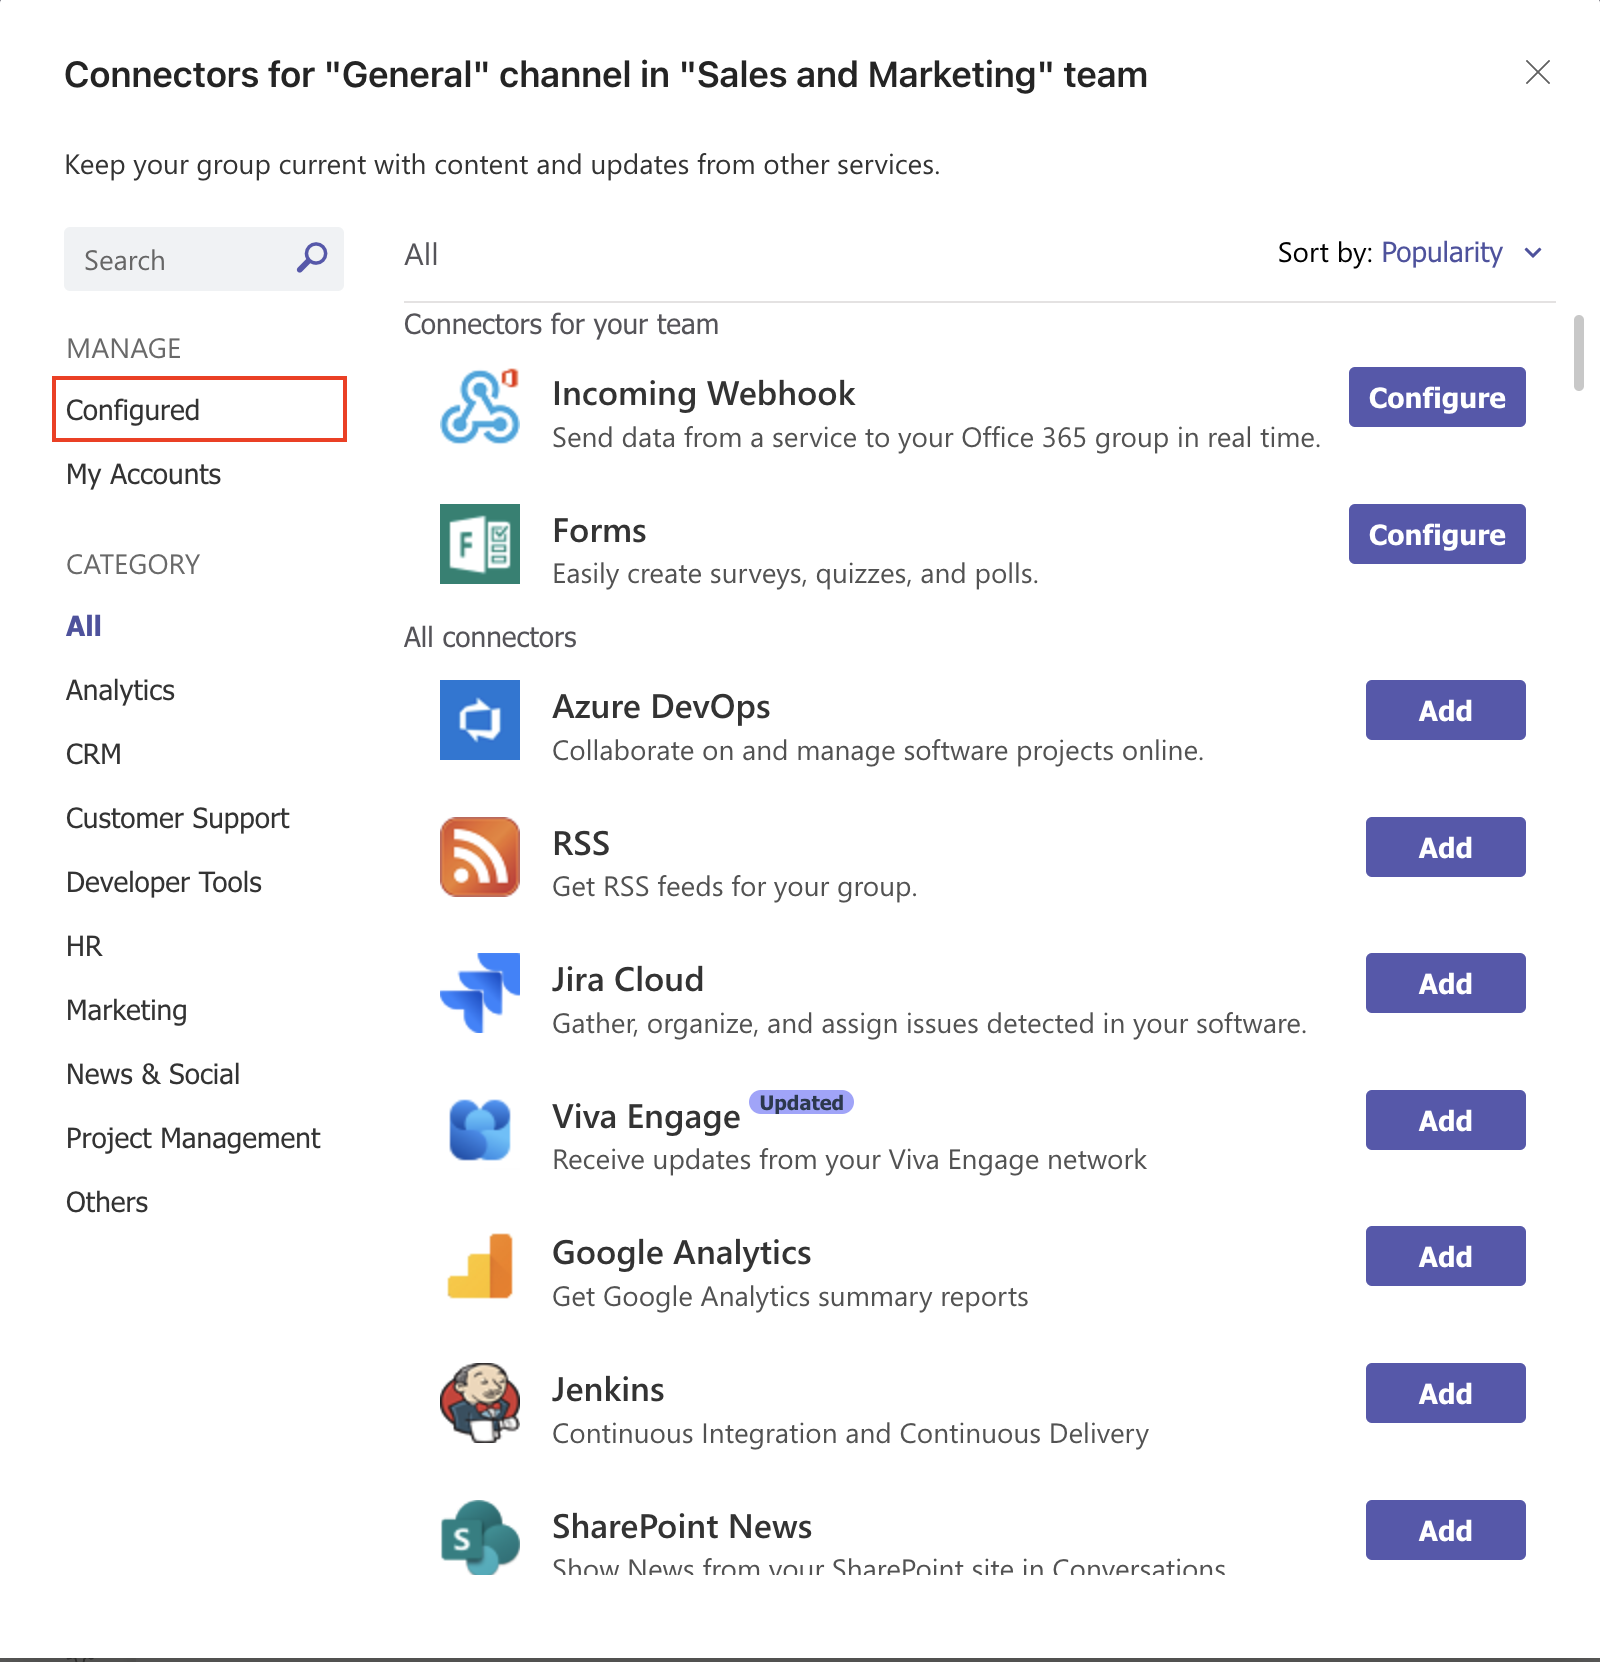 Connectors for "General" channel in "Sales and Marketing" team
Keep your group current with content and updates from other services.
Search
MANAGE
Configured
My Accounts
CATEGORY
All
Analytics
CRM
Customer Support
Developer Tools
HR
Marketing
News & Social
Project Management
Others
All
Sort by: Popularity
Connectors for your team
Incoming Webhook
Send data from a service to your Office 365 group in real time.
Configure
F
Forms
Easily create surveys, quizzes, and polls.
Configure
All connectors
Azure DevOps
Collaborate on and manage software projects online.
Add
RSS
Get RSS feeds for your group.
Add
Jira Cloud
Gather, organize, and assign issues detected in your software.
Add
Viva Engage Updated
Receive updates from your Viva Engage network
Add
Google Analytics
Get Google Analytics summary reports
Add
Jenkins
Continuous Integration and Continuous Delivery
Add
S
SharePoint News
Show News from your SharePoint site in Conversations
Add